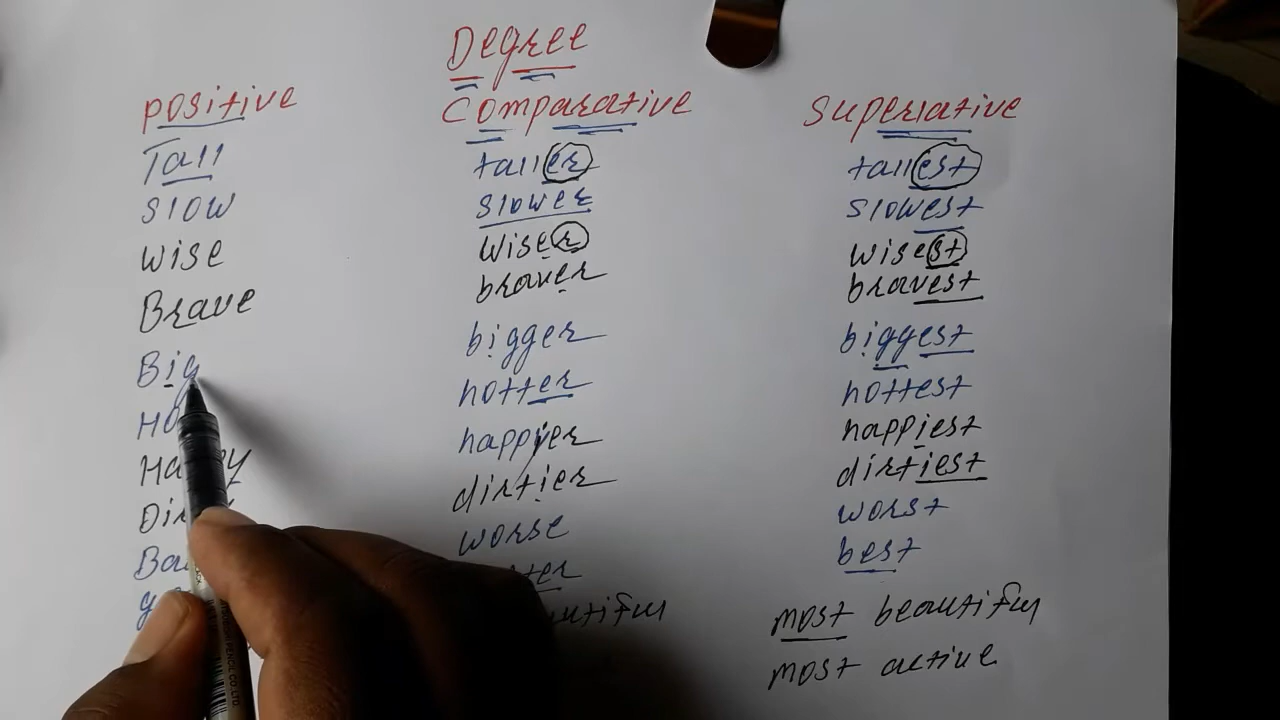 Degree
positive Comparative Superlative
Tall taller tallest
slow slower slowest
wise wiser wisest
Brave braver bravest
Big bigger biggest
hotter hottest
happier happiest
dirtier dirtiest
worse worst
best
most beautiful
most active